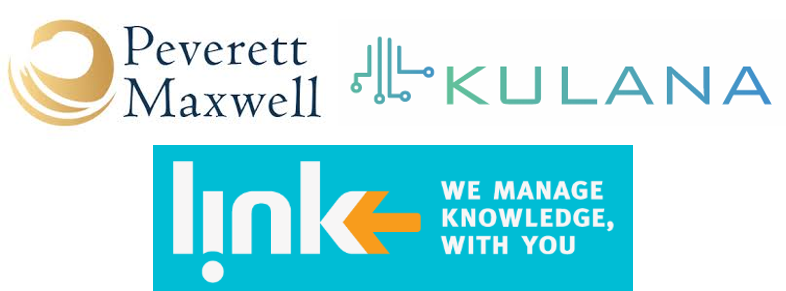 Peverett
Maxwell
KULANA
link
WE MANAGE
KNOWLEDGE,
WITH YOU